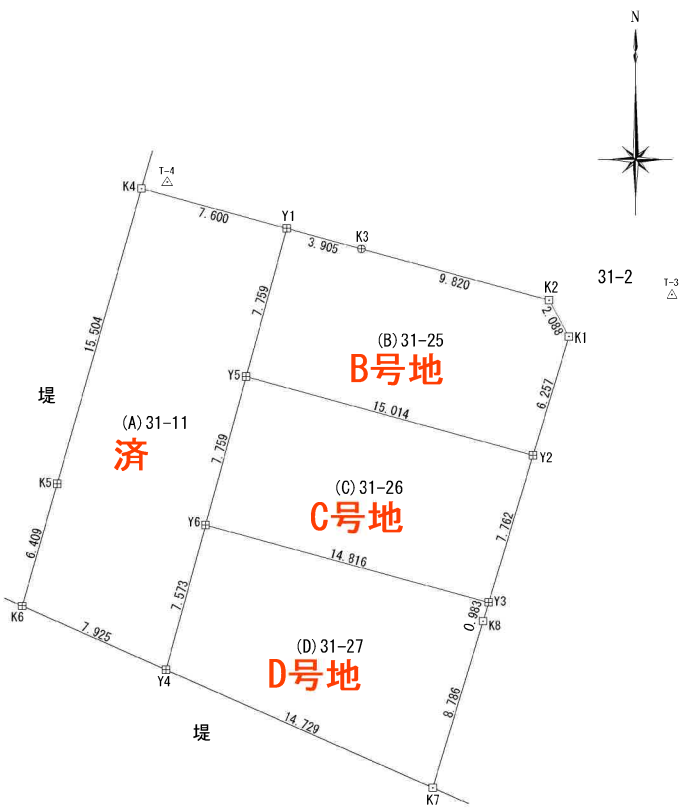 N
T-4
K4
7.600
Y1
3.905
K3
9.820
K2
31-2
T-3
2.088
K1
7.759
(B)31-25
B号地
15.504
Y5
15.014
6.257
堤
(A)31-11
済
7.759
Y2
K5
(C)31-26
C号地
7.762
Y6
14.816
6.409
7.573
Y3
0.983
K8
K6
7.925
(D)31-27
D号地
Y4
14.729
8.786
堤
K7